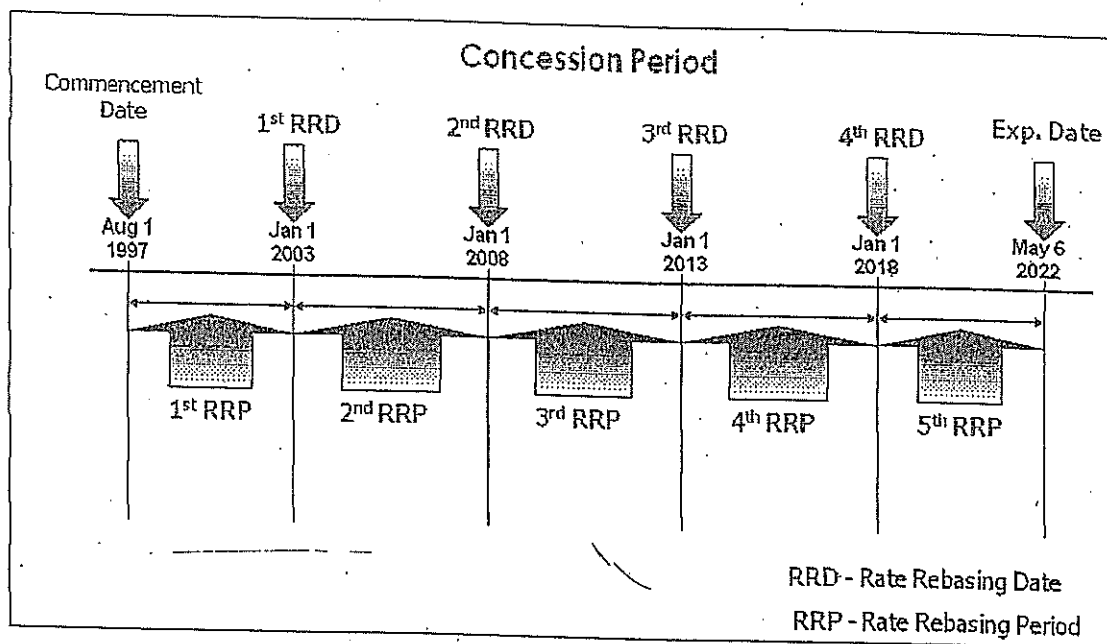 Concession Period
Commencement
Date
1st RRD
2nd RRD
3rd RRD
4th RRD
Exp. Date
Aug 1
1997
Jan 1
2003
Jan 1
2008
Jan 1
2013
Jan 1
2018
May 6
2022
1st RRP
2nd RRP
3rd RRP
4th RRP
5th RRP
RRD - Rate Rebasing Date
RRP - Rate Rebasing Period